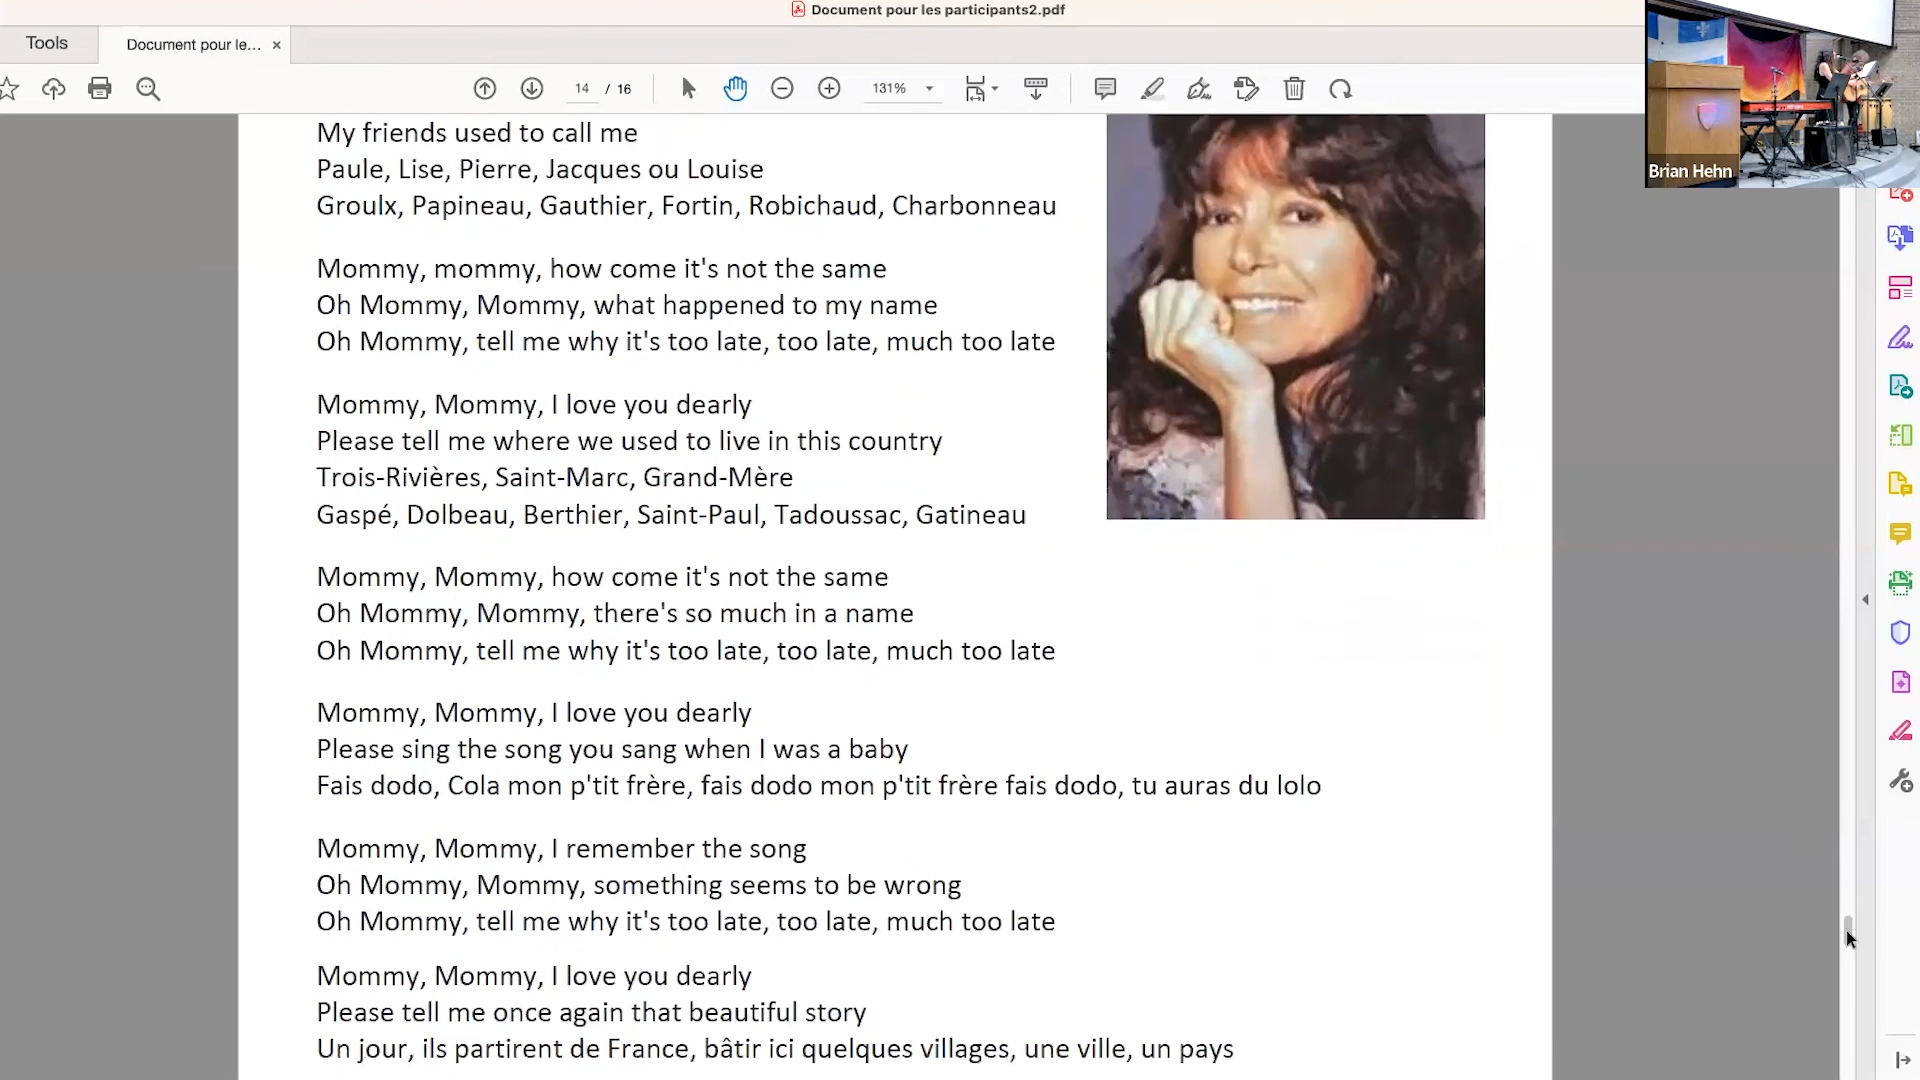 Document pour les participants2.pdf
Tools
Document pour le... ×
14 / 16
131%
Brian Hehn
My friends used to call me
Paule, Lise, Pierre, Jacques ou Louise
Groulx, Papineau, Gauthier, Fortin, Robichaud, Charbonneau
Mommy, mommy, how come it's not the same
Oh Mommy, Mommy, what happened to my name
Oh Mommy, tell me why it's too late, too late, much too late
Mommy, Mommy, I love you dearly
Please tell me where we used to live in this country
Trois-Rivières, Saint-Marc, Grand-Mère
Gaspé, Dolbeau, Berthier, Saint-Paul, Tadoussac, Gatineau
Mommy, Mommy, how come it's not the same
Oh Mommy, Mommy, there's so much in a name
Oh Mommy, tell me why it's too late, too late, much too late
Mommy, Mommy, I love you dearly
Please sing the song you sang when I was a baby
Fais dodo, Cola mon p'tit frère, fais dodo mon p'tit frère fais dodo, tu auras du lolo
Mommy, Mommy, I remember the song
Oh Mommy, Mommy, something seems to be wrong
Oh Mommy, tell me why it's too late, too late, much too late
Mommy, Mommy, I love you dearly
Please tell me once again that beautiful story
Un jour, ils partirent de France, bâtir ici quelques villages, une ville, un pays